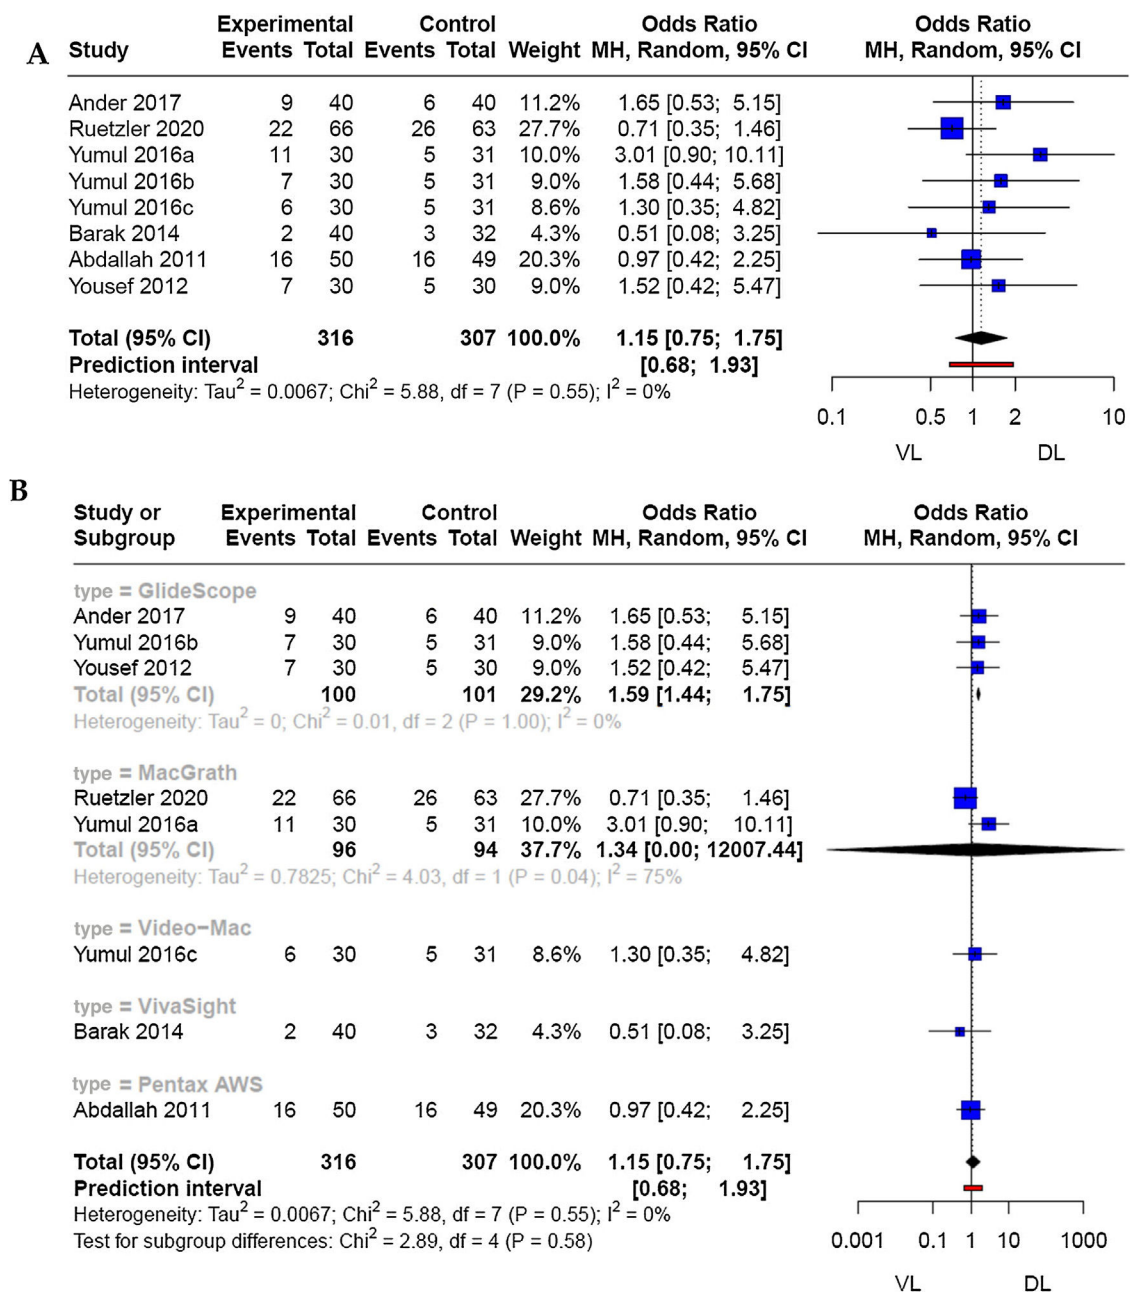 A
Experimental Control Odds Ratio Odds Ratio
Study Events Total Events Total Weight MH, Random, 95% CI MH, Random, 95% CI
Ander 2017 9 40 6 40 11.2% 1.65 [0.53; 5.15]
Ruetzler 2020 22 66 26 63 27.7% 0.71 [0.35; 1.46]
Yumul 2016a 11 30 5 31 10.0% 3.01 [0.90; 10.11]
Yumul 2016b 7 30 5 31 9.0% 1.58 [0.44; 5.68]
Yumul 2016c 6 30 5 31 8.6% 1.30 [0.35; 4.82]
Barak 2014 2 40 3 32 4.3% 0.51 [0.08; 3.25]
Abdallah 2011 16 50 16 49 20.3% 0.97 [0.42; 2.25]
Yousef 2012 7 30 5 30 9.0% 1.52 [0.42; 5.47]
Total (95% CI) 316 307 100.0% 1.15 [0.75; 1.75]
Prediction interval [0.68; 1.93]
Heterogeneity: Tau² = 0.0067; Chi² = 5.88, df = 7 (P = 0.55); I² = 0%
0.1 0.5 1 2 10
VL DL
B
Study or Experimental Control Odds Ratio Odds Ratio
Subgroup Events Total Events Total Weight MH, Random, 95% CI MH, Random, 95% CI
type = GlideScope
Ander 2017 9 40 6 40 11.2% 1.65 [0.53; 5.15]
Yumul 2016b 7 30 5 31 9.0% 1.58 [0.44; 5.68]
Yousef 2012 7 30 5 30 9.0% 1.52 [0.42; 5.47]
Total (95% CI) 100 101 29.2% 1.59 [1.44; 1.75]
Heterogeneity: Tau² = 0; Chi² = 0.01, df = 2 (P = 1.00); I² = 0%
type = MacGrath
Ruetzler 2020 22 66 26 63 27.7% 0.71 [0.35; 1.46]
Yumul 2016a 11 30 5 31 10.0% 3.01 [0.90; 10.11]
Total (95% CI) 96 94 37.7% 1.34 [0.00; 12007.44]
Heterogeneity: Tau² = 0.7825; Chi² = 4.03, df = 1 (P = 0.04); I² = 75%
type = Video−Mac
Yumul 2016c 6 30 5 31 8.6% 1.30 [0.35; 4.82]
type = VivaSight
Barak 2014 2 40 3 32 4.3% 0.51 [0.08; 3.25]
type = Pentax AWS
Abdallah 2011 16 50 16 49 20.3% 0.97 [0.42; 2.25]
Total (95% CI) 316 307 100.0% 1.15 [0.75; 1.75]
Prediction interval [0.68; 1.93]
Heterogeneity: Tau² = 0.0067; Chi² = 5.88, df = 7 (P = 0.55); I² = 0%
Test for subgroup differences: Chi² = 2.89, df = 4 (P = 0.58)
0.001 0.1 1 10 1000
VL DL